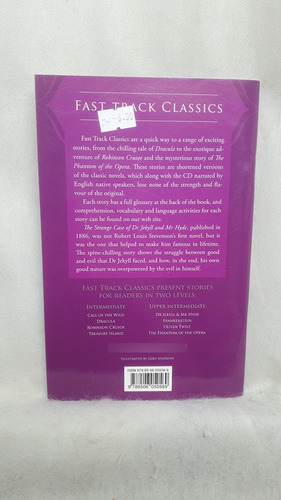 FAST TRACK CLASSICS
Fast Track Classics are a quick way to a range of exciting
stories, from the chilling tale of Dracula to the exotique ad-
venture of Robinson Crusoe and the mysterious story of The
Phantom of the Opera. These stories are shortened versions
of the classic novels, which along with the CD narrated by
English native speakers, lose none of the strength and fla-
vour of the original.
Each story has a full glossary at the back of the book, and
comprehension, vocabulary and language activities for each
story can be found on our web site.
The Strange Case of Dr Jekyll and Mr Hyde, published in
1886, was not Robert Louis Stevenson's first novel, but it
was the one that helped to make him famous in lifetime.
The spine-chilling story shows the struggle between good
and evil that Dr Jekyll faced, and how, in the end, his own
good nature was overpowered by the evil in himself.
FAST TRACK CLASSICS PRESENT STORIES
FOR READERS IN TWO LEVELS:
INTERMEDIATE
CALL OF THE WILD
DRACULA
ROBINSON CRUSOE
TREASURE ISLAND
UPPER INTERMEDIATE
DR JEKYLL & MR HYDE
FRANKENSTEIN
OLIVER TWIST
THE PHANTOM OF THE OPERA
ILLUSTRATED BY GARY ANDREWS